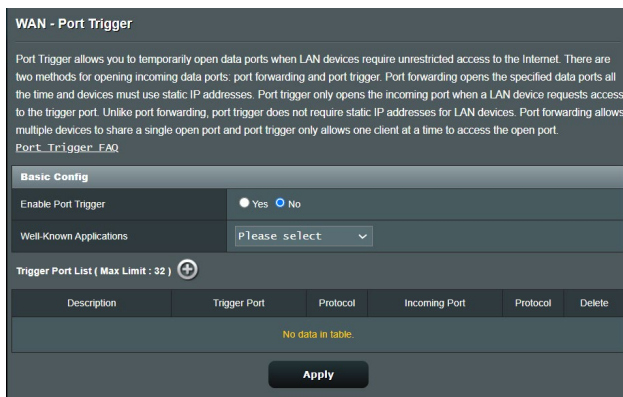 WAN - Port Trigger
Port Trigger allows you to temporarily open data ports when LAN devices require unrestricted access to the Internet. There are
two methods for opening incoming data ports: port forwarding and port trigger. Port forwarding opens the specified data ports all
the time and devices must use static IP addresses. Port trigger only opens the incoming port when a LAN device requests access
to the trigger port. Unlike port forwarding, port trigger does not require static IP addresses for LAN devices. Port forwarding allows
multiple devices to share a single open port and port trigger only allows one client at a time to access the open port.
Port Trigger FAQ
Basic Config
Enable Port Trigger Yes No
Well-Known Applications Please select
Trigger Port List ( Max Limit : 32 )
Description Trigger Port Protocol Incoming Port Protocol Delete
No data in table.
Apply